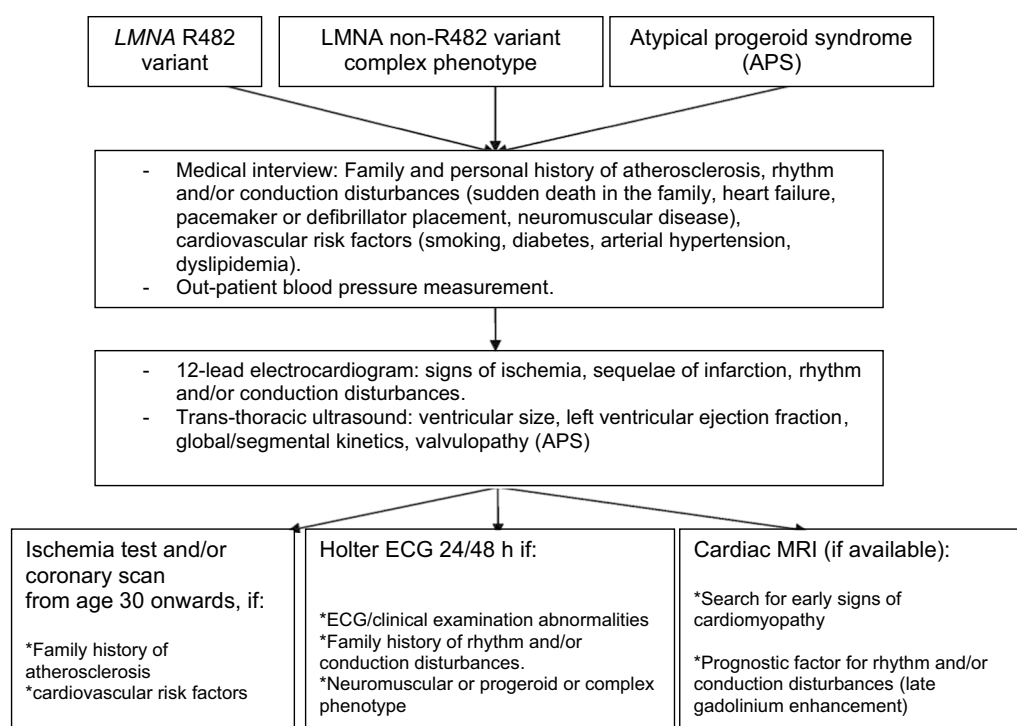 LMNA R482
variant
LMNA non-R482 variant
complex phenotype
Atypical progeroid syndrome
(APS)
- Medical interview: Family and personal history of atherosclerosis, rhythm
and/or conduction disturbances (sudden death in the family, heart failure,
pacemaker or defibrillator placement, neuromuscular disease),
cardiovascular risk factors (smoking, diabetes, arterial hypertension,
dyslipidemia).
- Out-patient blood pressure measurement.
- 12-lead electrocardiogram: signs of ischemia, sequelae of infarction, rhythm
and/or conduction disturbances.
- Trans-thoracic ultrasound: ventricular size, left ventricular ejection fraction,
global/segmental kinetics, valvulopathy (APS)
Ischemia test and/or
coronary scan
from age 30 onwards, if:
*Family history of
atherosclerosis
*cardiovascular risk factors
Holter ECG 24/48 h if:
*ECG/clinical examination abnormalities
*Family history of rhythm and/or
conduction disturbances.
*Neuromuscular or progeroid or complex
phenotype
Cardiac MRI (if available):
*Search for early signs of
cardiomyopathy
*Prognostic factor for rhythm and/or
conduction disturbances (late
gadolinium enhancement)